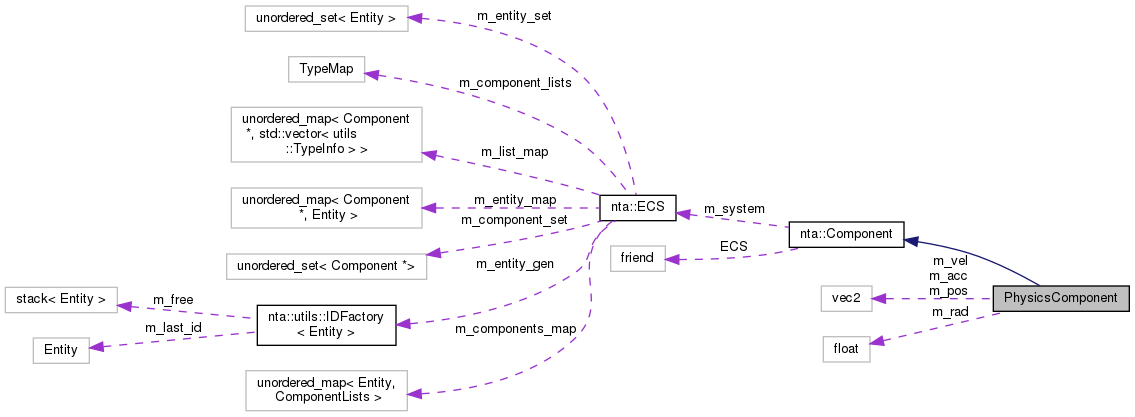 unordered_set< Entity >
m_entity_set
TypeMap
m_component_lists
unordered_map< Component
*, std::vector< utils
::TypeInfo > >
m_list_map
unordered_map< Component
*, Entity >
m_entity_map
m_component_set
nta::ECS
m_system
nta::Component
unordered_set< Component *>
m_entity_gen
friend
ECS
m_vel
m_acc
m_pos
PhysicsComponent
vec2
m_rad
float
stack< Entity >
m_free
nta::utils::IDFactory
< Entity >
m_last_id
Entity
m_components_map
unordered_map< Entity,
ComponentLists >